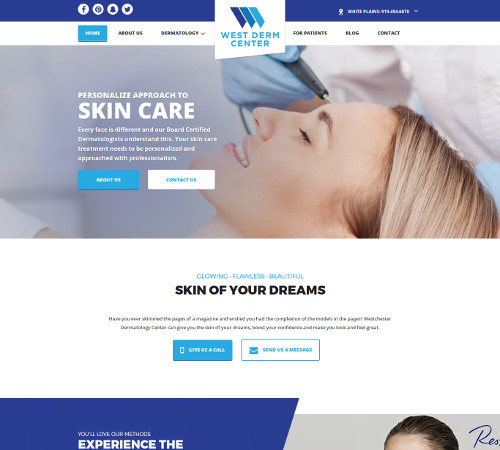 WHITE PLAINS: 919.494.6070
HOME
ABOUT US
DERMATOLOGY
WEST DERM
CENTER
FOR PATIENTS
BLOG
CONTACT
PERSONALIZE APPROACH TO
SKIN CARE
Every face is different and our Board Certified
Dermatologists understand this. Your skin care
treatment needs to be personalized and
approached with professionalism.
ABOUT US
CONTACT US
GLOWING - FLAWLESS - BEAUTIFUL
SKIN OF YOUR DREAMS
Have you ever skimmed the pages of a magazine and wished you had the complexion of the models in the pages? Westchester
Dermatology Center can give you the skin of your dreams, boost your confidence and make you look and feel great.
GIVE US A CALL
SEND US A MESSAGE
YOU'LL LOVE OUR METHODS
EXPERIENCE THE
Res